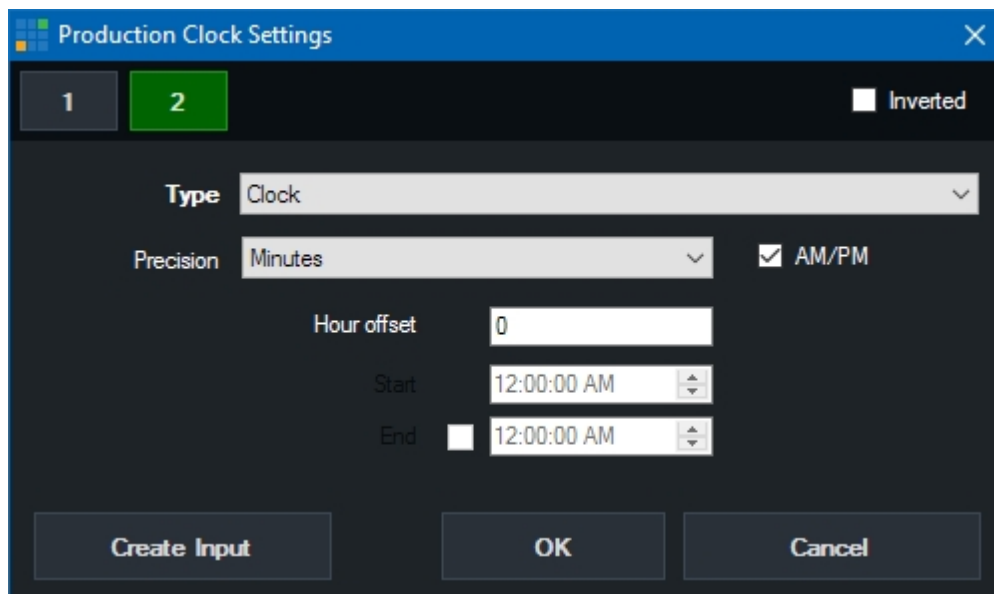 Production Clock Settings
1 2 Inverted
Type Clock
Precision Minutes AM/PM
Hour offset 0
Start 12:00:00 AM
End 12:00:00 AM
Create Input OK Cancel